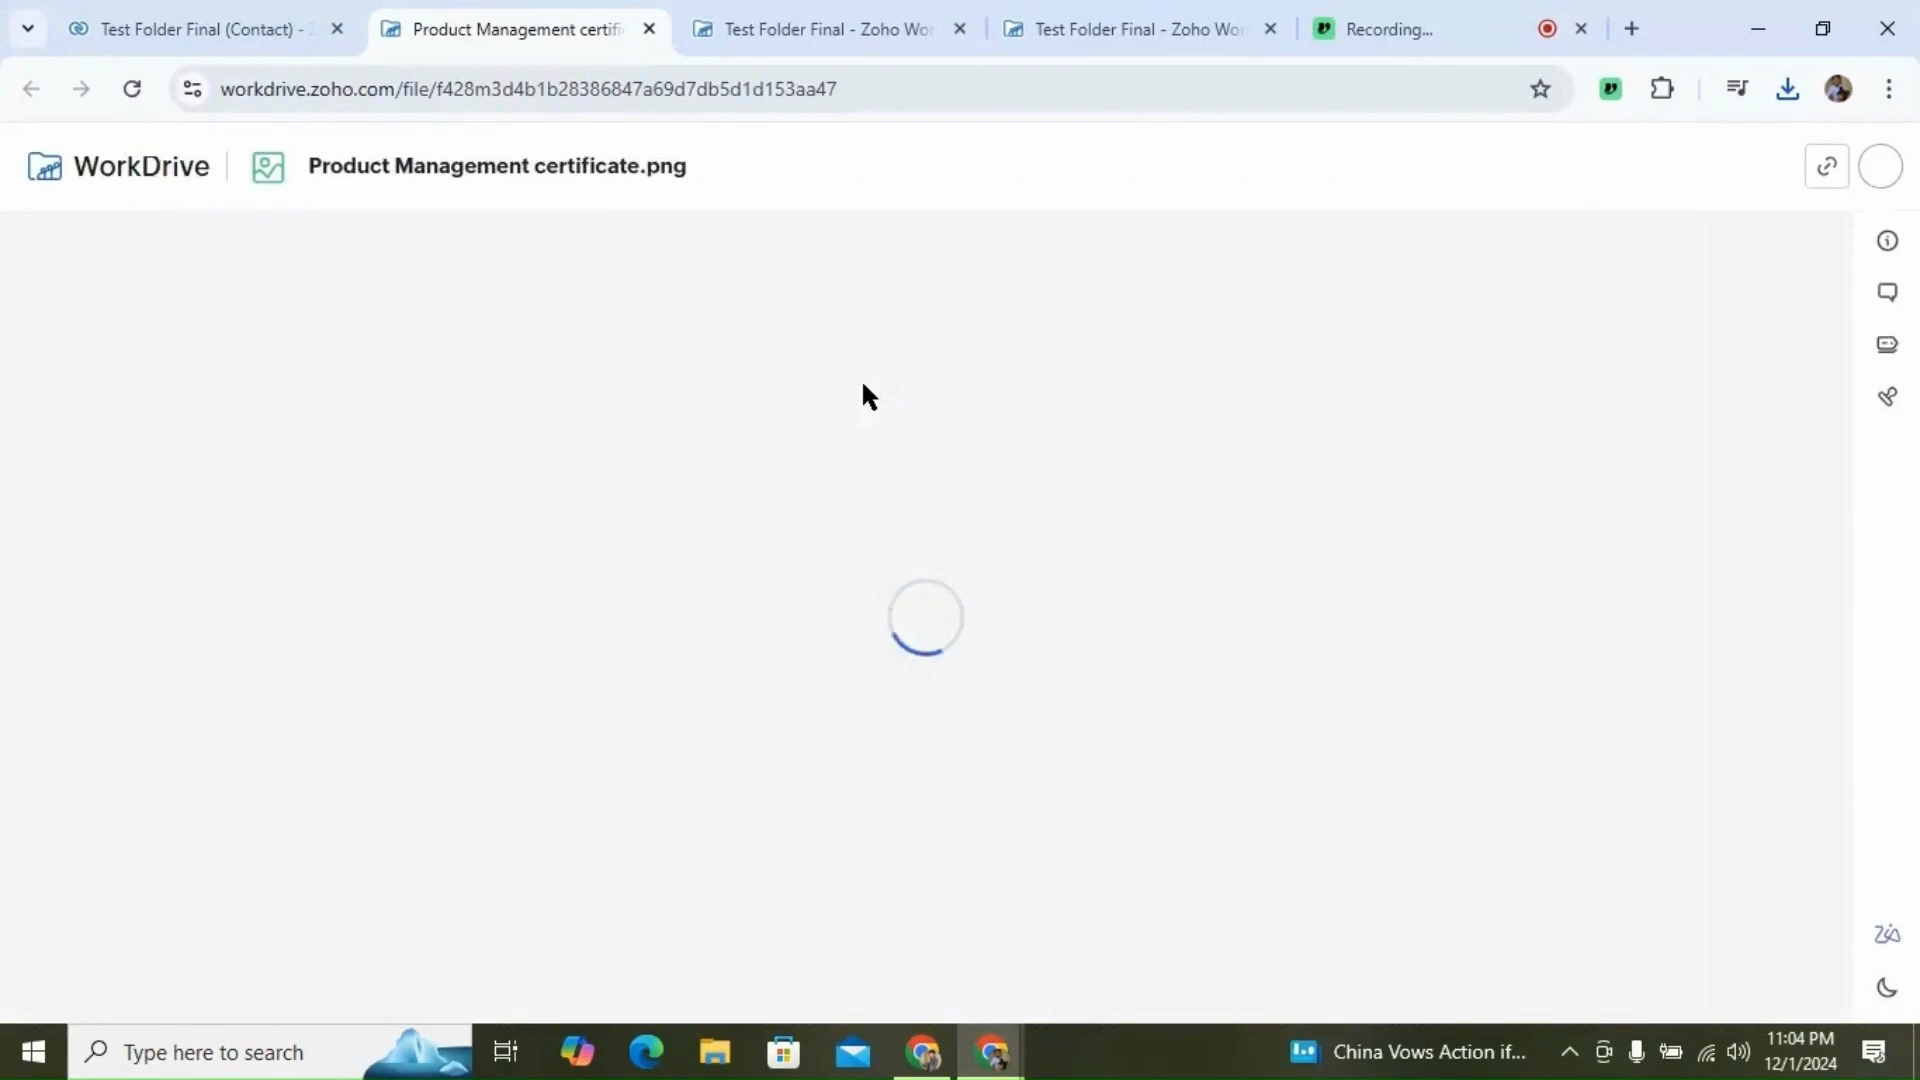 Test Folder Final (Contact) -
Product Management certifi
Test Folder Final - Zoho Wor
Test Folder Final - Zoho Wor
Recording...
workdrive.zoho.com/file/f428m3d4b1b28386847a69d7db5d1d153aa47
WorkDrive
Product Management certificate.png
Type here to search
China Vows Action if...
11:04 PM
12/1/2024